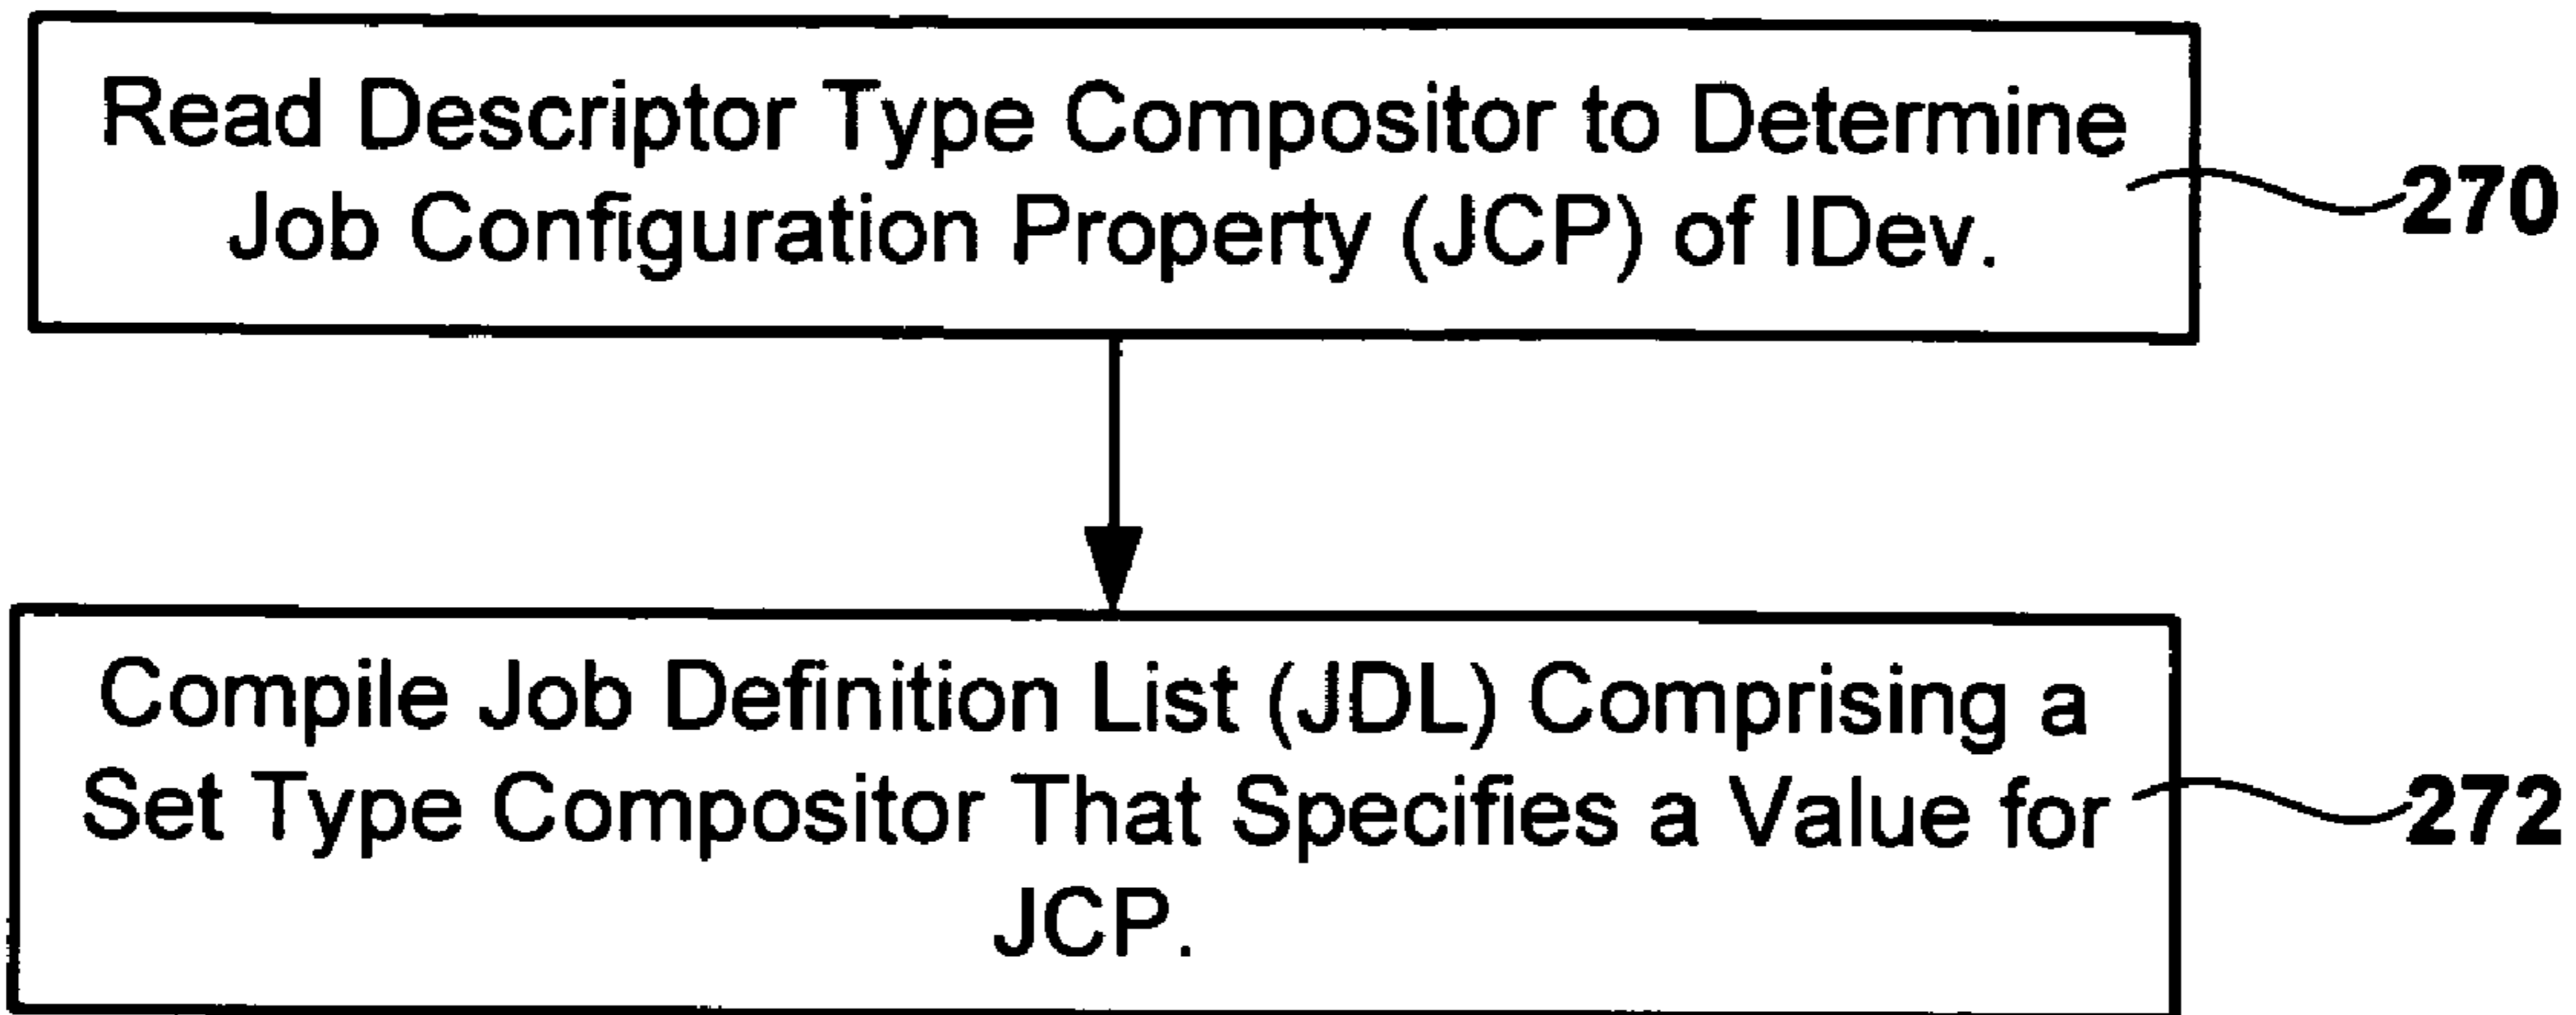 Read Descriptor Type Compositor to Determine
Job Configuration Property (JCP) of IDev.
270
Compile Job Definition List (JDL) Comprising a
Set Type Compositor That Specifies a Value for
JCP.
272